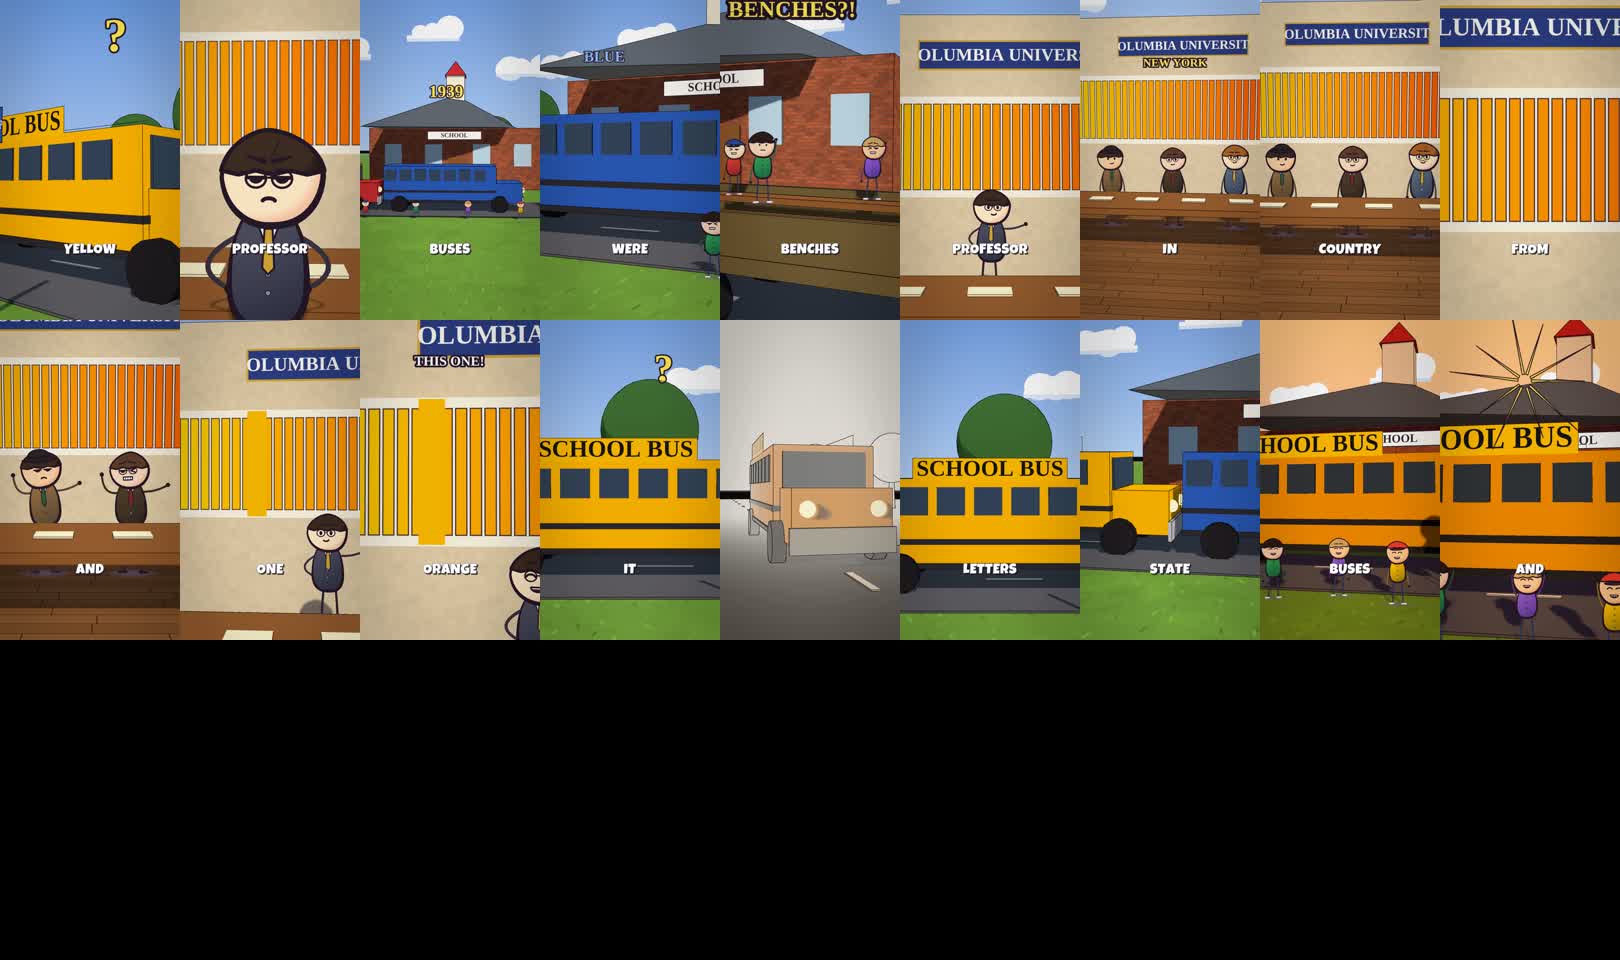 ?
OL BUS
YELLOW
PROFESSOR
1939
SCHOOL
BUSES
BLUE
SCHO
WERE
BENCHES?!
OOL
BENCHES
OLUMBIA UNIVERS
PROFESSOR
OLUMBIA UNIVERSIT
NEW YORK
IN
OLUMBIA UNIVERSIT
COUNTRY
LUMBIA UNIVE
FROM
AND
OLUMBIA U
ONE
OLUMBIA
THIS ONE!
ORANGE
?
SCHOOL BUS
IT
SCHOOL BUS
LETTERS
STATE
HOOL BUS
HOOL
BUSES
OOL BUS
OL
AND